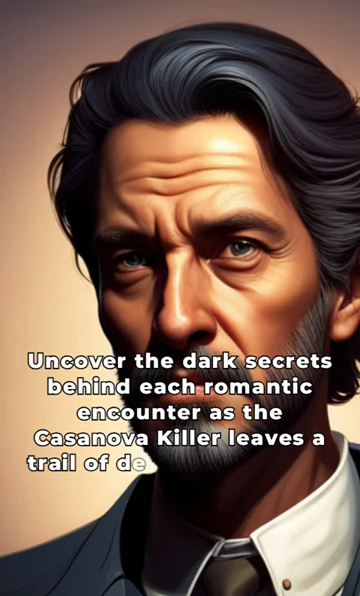 Uncover the dark secrets
behind each romantic
encounter as the
Casanova Killer leaves a
trail of de